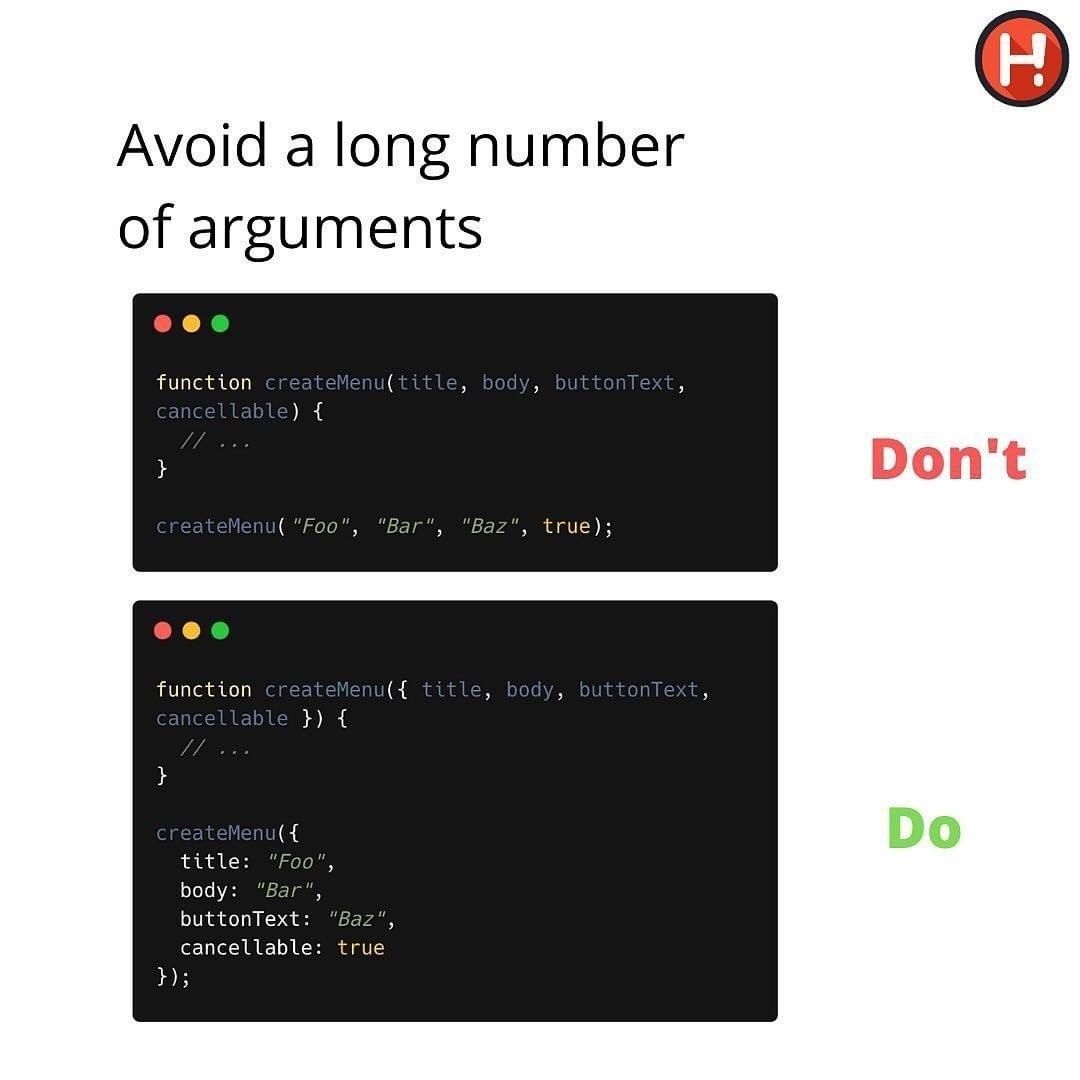 H!
Avoid a long number
of arguments
function createMenu(title, body, buttonText,
cancellable) {
  // ...
}
createMenu("Foo", "Bar", "Baz", true);
Don't
function createMenu({ title, body, buttonText,
cancellable }) {
  // ...
}
createMenu({
  title: "Foo",
  body: "Bar",
  buttonText: "Baz",
  cancellable: true
});
Do